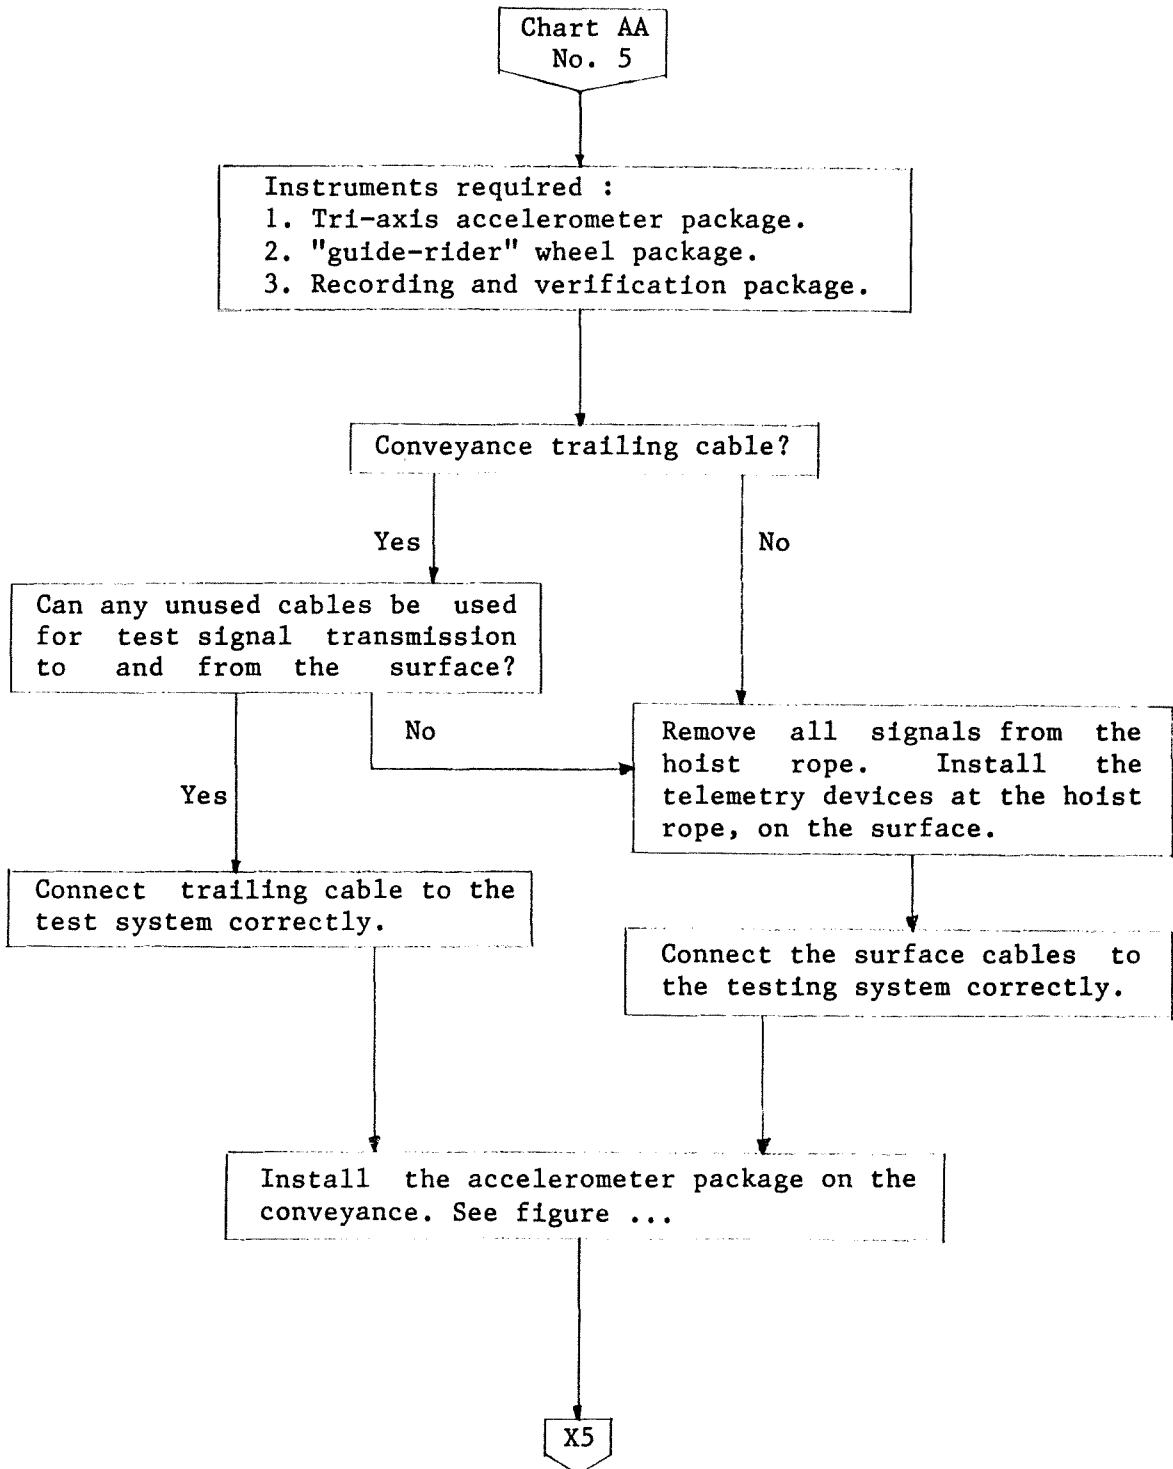 Chart AA
No. 5
Instruments required :
1. Tri-axis accelerometer package.
2. "guide-rider" wheel package.
3. Recording and verification package.
Conveyance trailing cable?
Yes
No
Can any unused cables be used
for test signal transmission
to and from the surface?
No
Yes
Remove all signals from the
hoist rope. Install the
telemetry devices at the hoist
rope, on the surface.
Connect trailing cable to the
test system correctly.
Connect the surface cables to
the testing system correctly.
Install the accelerometer package on the
conveyance. See figure ...
X5